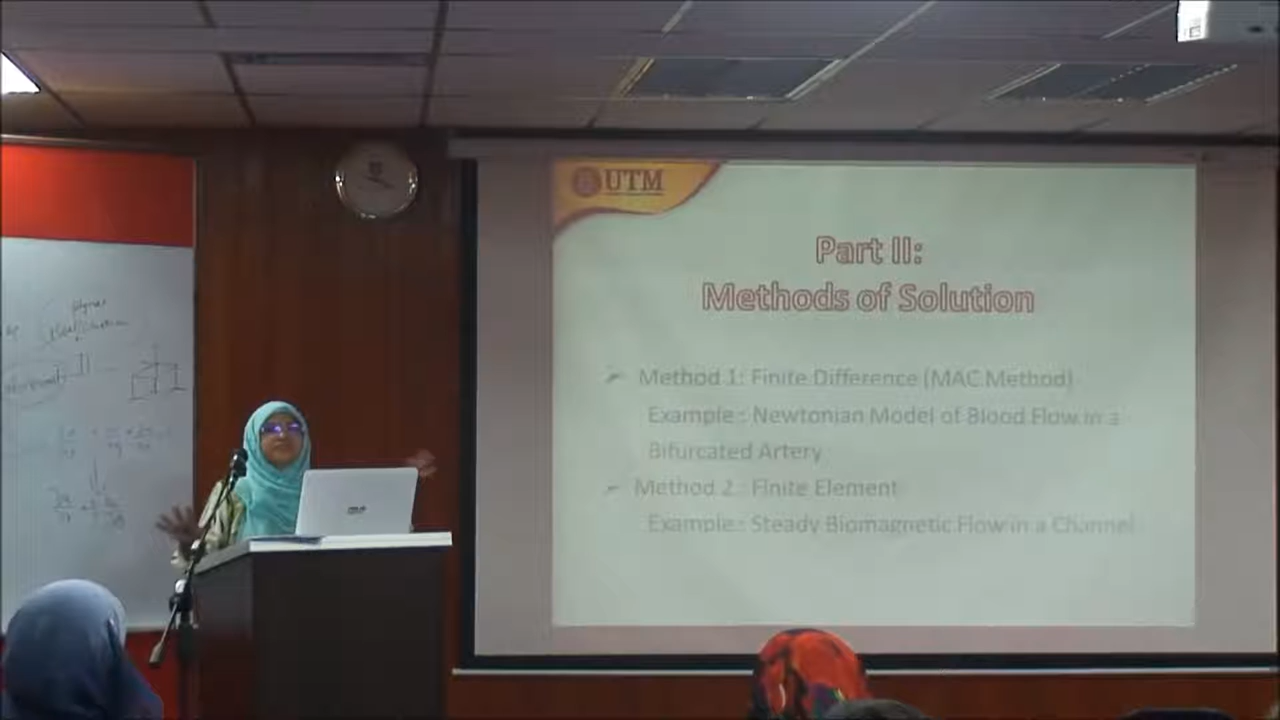 UTM
Part II:
Methods of Solution
Method 1: Finite Difference (MAC Method)
Example : Newtonian Model of Blood Flow in a
Bifurcated Artery
Method 2 : Finite Element
Example : Steady Biomagnetic Flow in a Channel